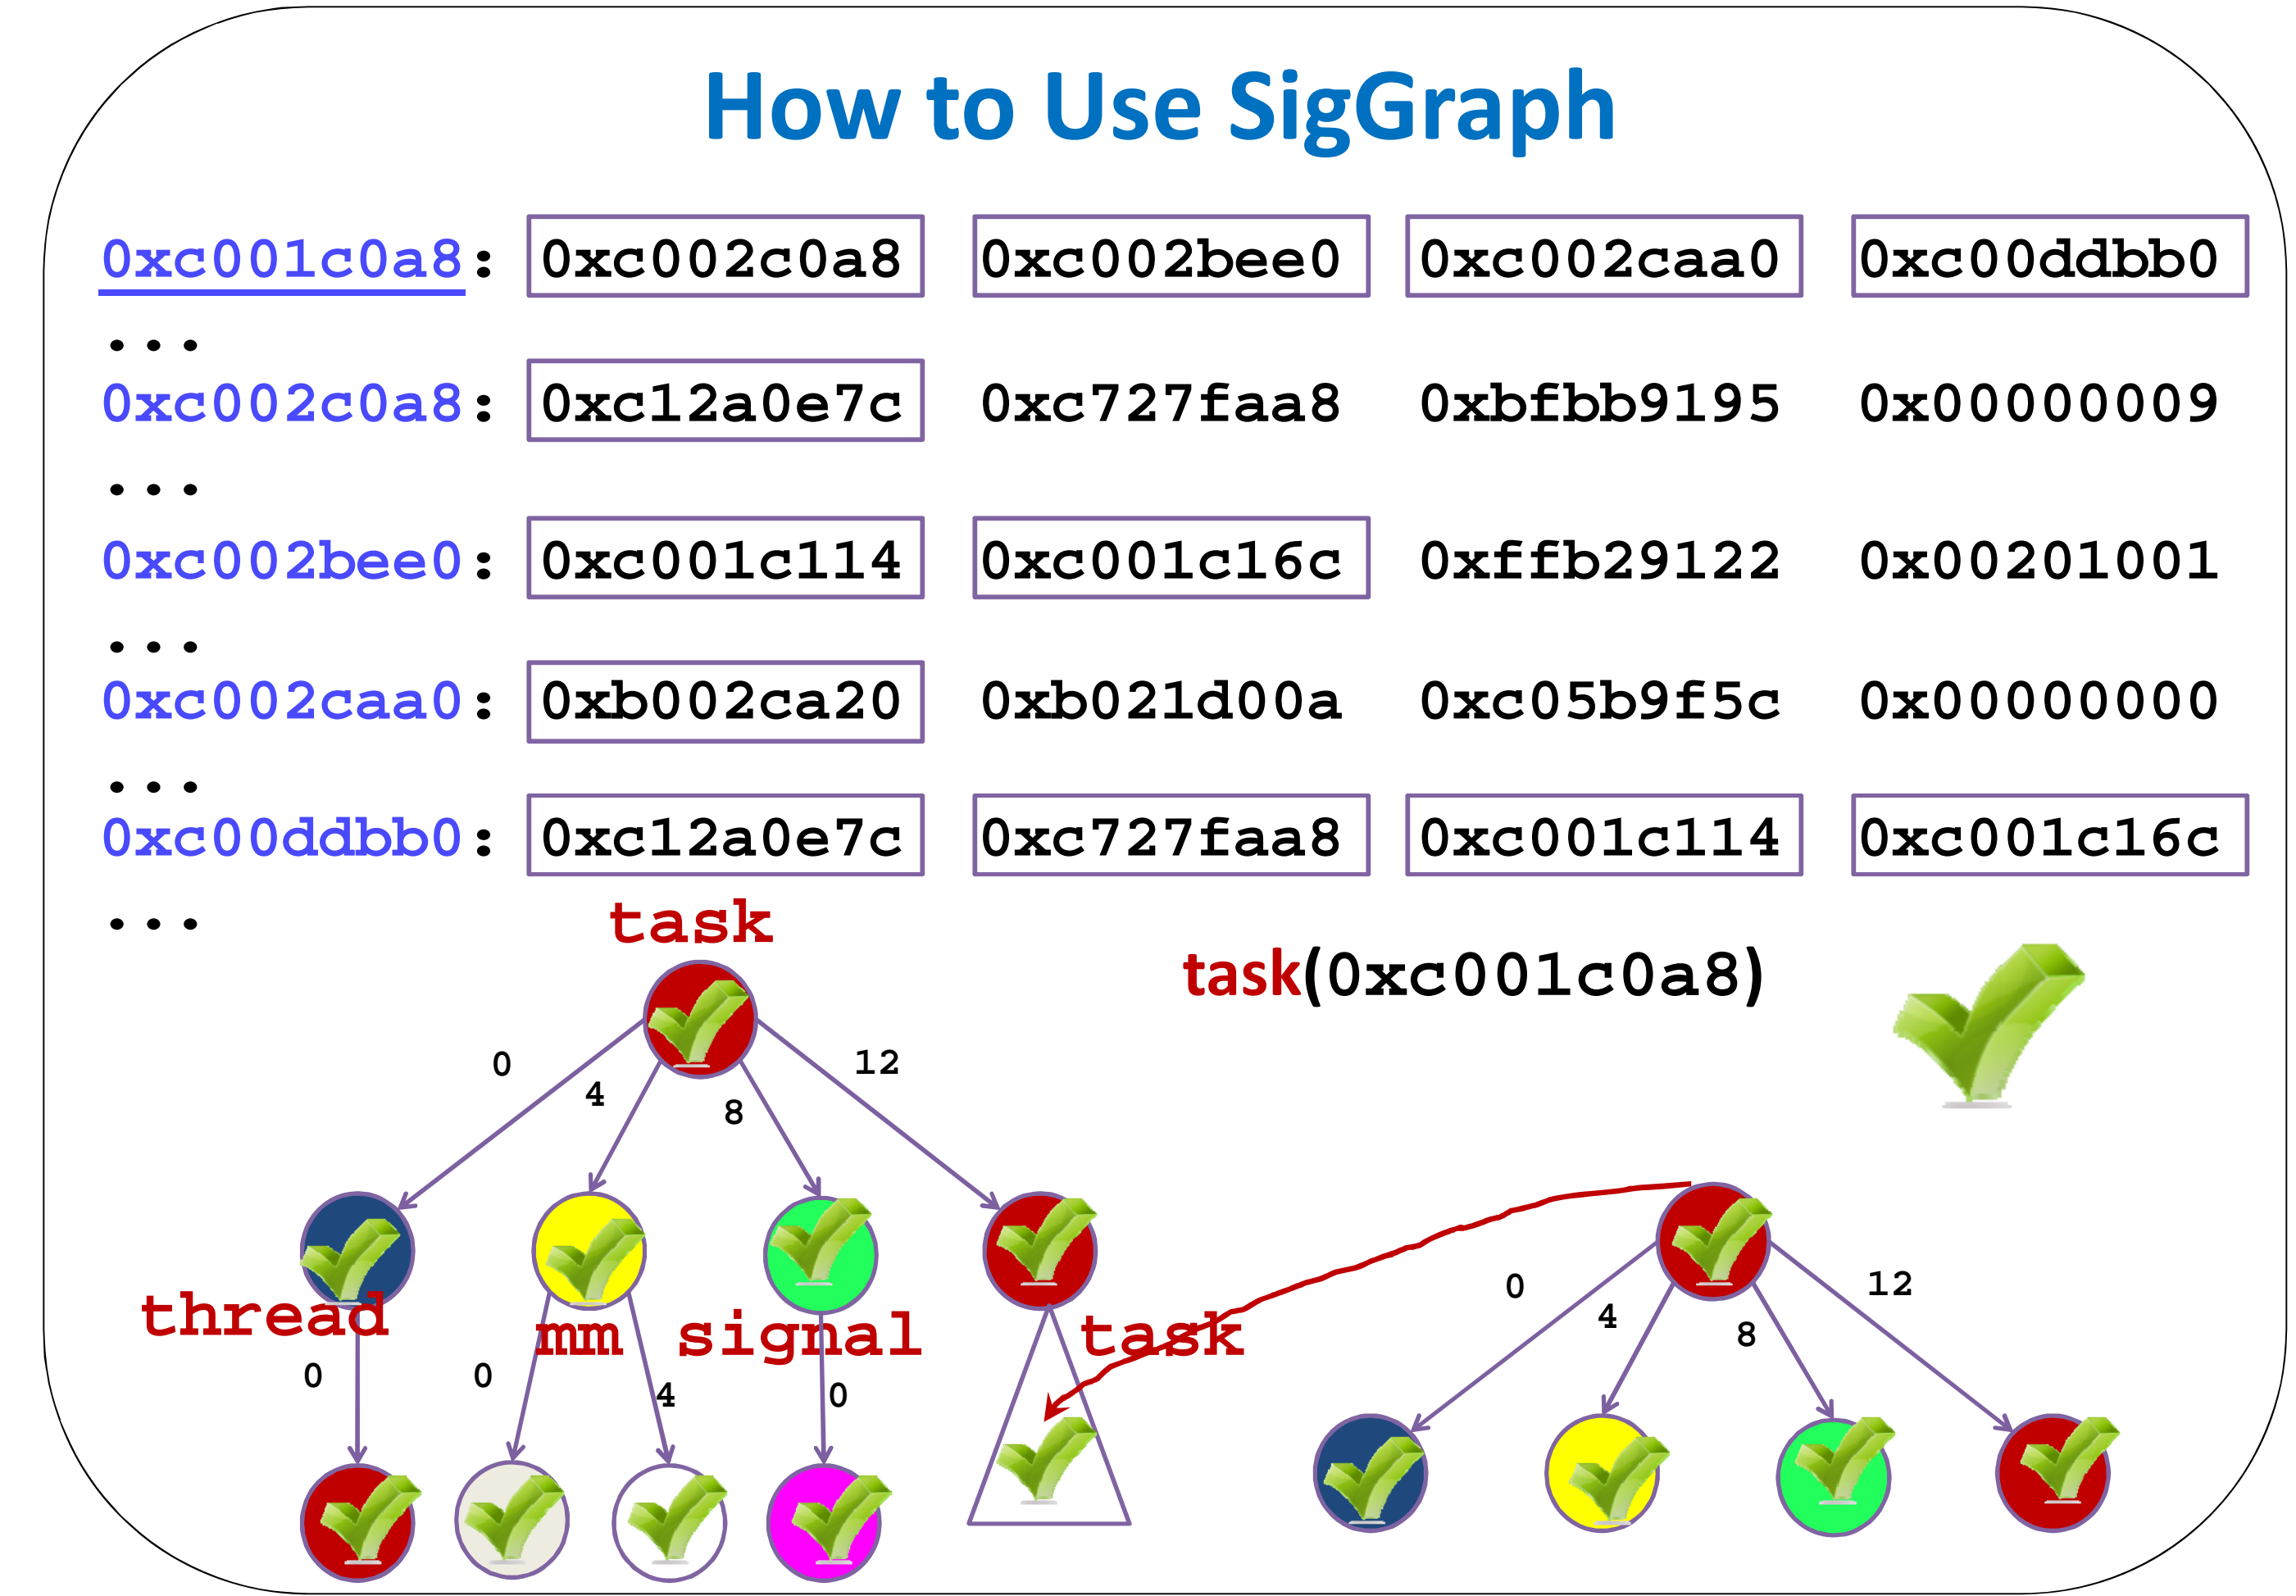 How to Use SigGraph
0xc001c0a8: 0xc002c0a8 0xc002bee0 0xc002caa0 0xc00ddbb0
...
0xc002c0a8: 0xc12a0e7c 0xc727faa8 0xbfbb9195 0x00000009
...
0xc002bee0: 0xc001c114 0xc001c16c 0xffb29122 0x00201001
...
0xc002caa0: 0xb002ca20 0xb021d00a 0xc05b9f5c 0x00000000
...
0xc00ddbb0: 0xc12a0e7c 0xc727faa8 0xc001c114 0xc001c16c
...
task
task(0xc001c0a8)
0 4 8 12
thread mm signal task
0 0 4 0
0 4 8 12